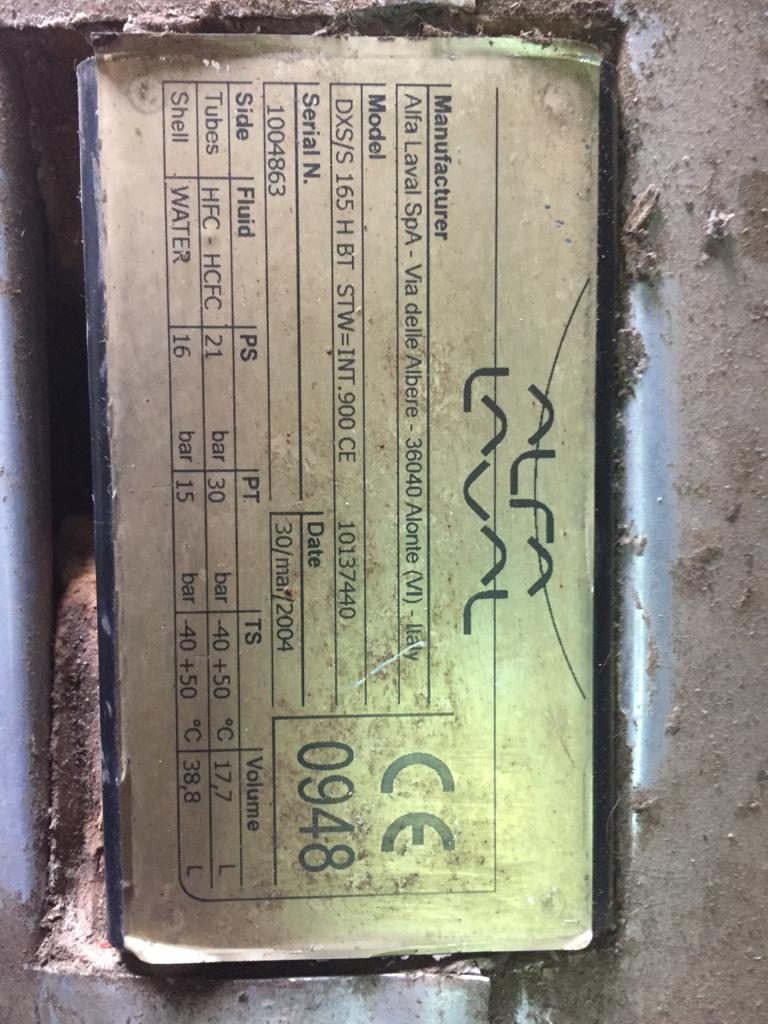 ALFA
LAVAL
Manufacturer
Alfa Laval SpA - Via delle Albere - 36040 Alonte (VI) - Italy
Model
DXS/S 165 H BT STW=INT.900 CE 10137440
Serial N. Date
1004863 30/mar/2004
CE
0948
Side Fluid PS PT TS Volume
Tubes HFC - HCFC 21 bar 30 bar -40 +50 °C 17,7 L
Shell WATER 16 bar 15 bar -40 +50 °C 38,8 L